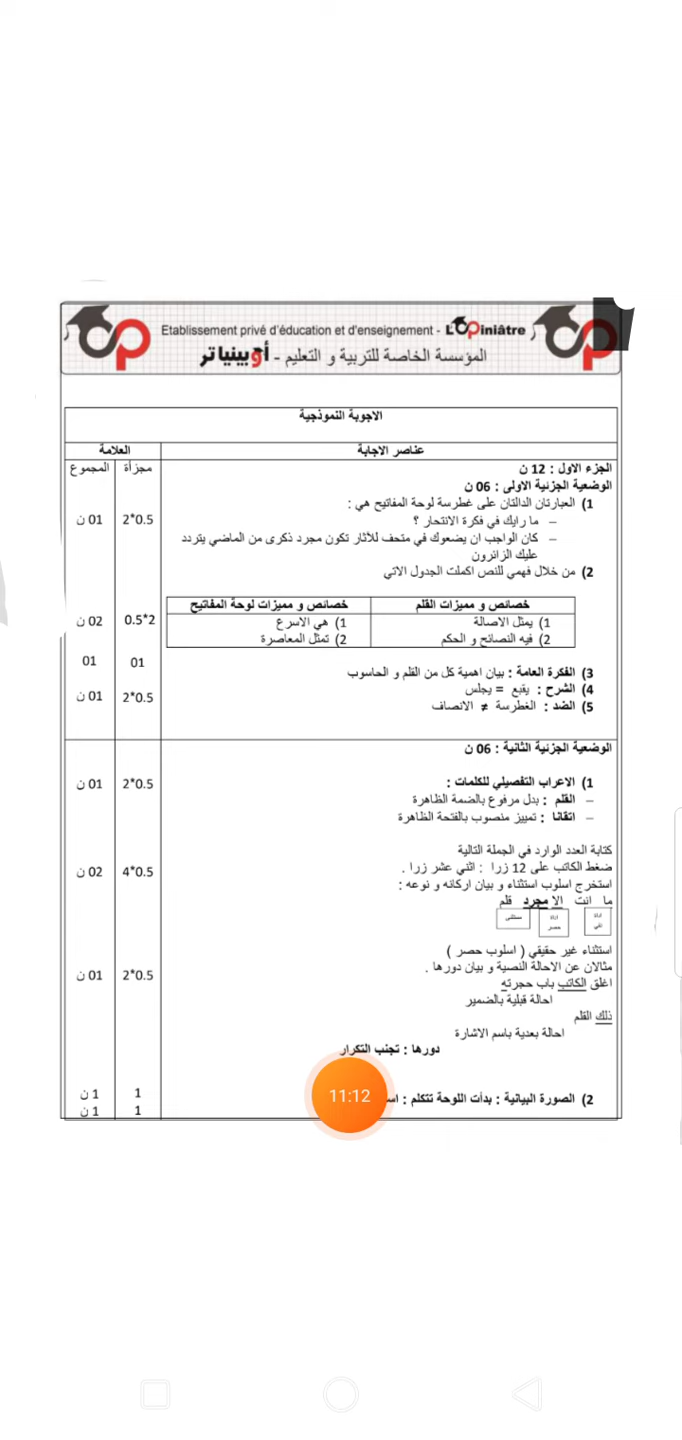 Etablissement privé d'éducation et d'enseignement - L'Opiniâtre
المؤسسة الخاصة للتربية و التعليم - أوبينياتر
الاجوبة النموذجية
عناصر الاجابة
العلامة
مجزأة
المجموع
الجزء الاول : 12 ن
الوضعية الجزئية الاولى : 06 ن
1) العبارتان الدالتان على غطرسة لوحة المفاتيح هي :
– ما رايك في فكرة الانتحار ؟
2*0.5
01 ن
– كان الواجب ان يضعوك في متحف للآثار تكون مجرد ذكرى من الماضي يتردد
عليك الزائرون
2) من خلال فهمي للنص اكملت الجدول الاتي
خصائص و مميزات القلم
خصائص و مميزات لوحة المفاتيح
1) يمثل الاصالة
1) هي الاسرع
2) فيه النصائح و الحكم
2) تمثل المعاصرة
0.5*2
02 ن
3) الفكرة العامة : بيان اهمية كل من القلم و الحاسوب
01
01
4) الشرح : يقبع = يجلس
5) الضد : الغطرسة ≠ الانصاف
2*0.5
01 ن
الوضعية الجزئية الثانية : 06 ن
1) الاعراب التفصيلي للكلمات :
2*0.5
01 ن
– القلم : بدل مرفوع بالضمة الظاهرة
– اتقانا : تمييز منصوب بالفتحة الظاهرة
كتابة العدد الوارد في الجملة التالية
ضغط الكاتب على 12 زرا : اثني عشر زرا .
4*0.5
02 ن
استخرج اسلوب استثناء و بيان اركانه و نوعه :
ما انت الا مجرد قلم
اداة نفي
اداة حصر
مستثنى
استثناء غير حقيقي ( اسلوب حصر )
مثالان عن الاحالة النصية و بيان دورها .
2*0.5
01 ن
اغلق الكاتب باب حجرته
احالة قبلية بالضمير
ذلك القلم
احالة بعدية باسم الاشارة
دورها : تجنب التكرار
2) الصورة البيانية : بدأت اللوحة تتكلم :
11:12
1
1 ن
1
1 ن